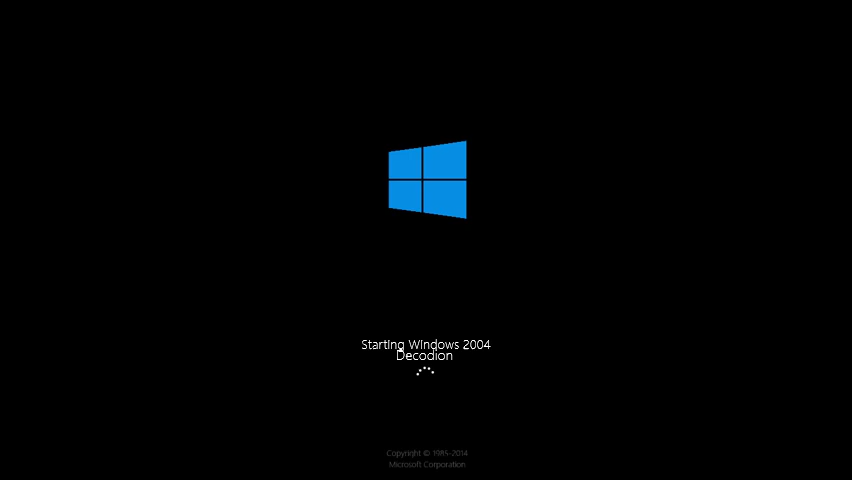 Starting Windows 2004
Decodion
Copyright © 1985-2014
Microsoft Corporation